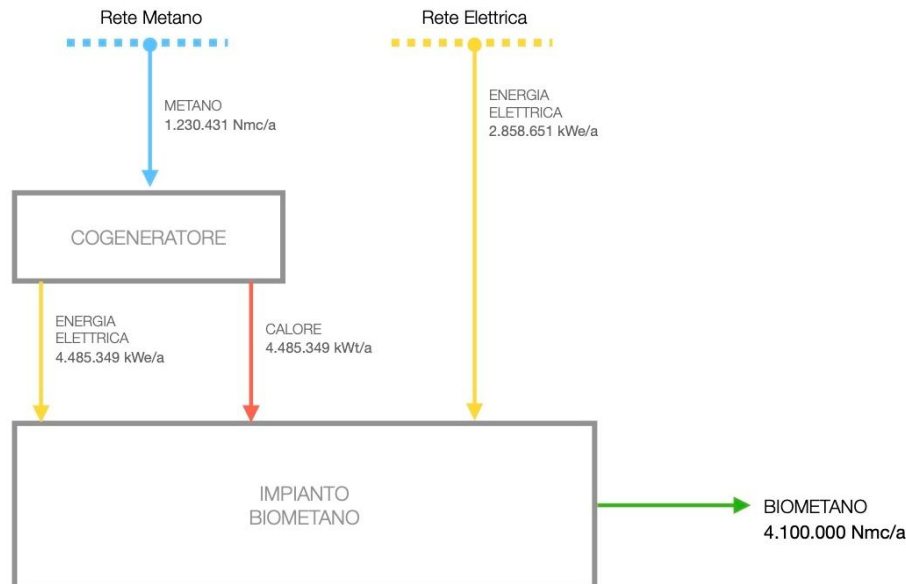 Rete Metano
Rete Elettrica
METANO
1.230.431 Nmc/a
ENERGIA
ELETTRICA
2.858.651 kWe/a
COGENERATORE
ENERGIA
ELETTRICA
4.485.349 kWe/a
CALORE
4.485.349 kWt/a
IMPIANTO
BIOMETANO
BIOMETANO
4.100.000 Nmc/a